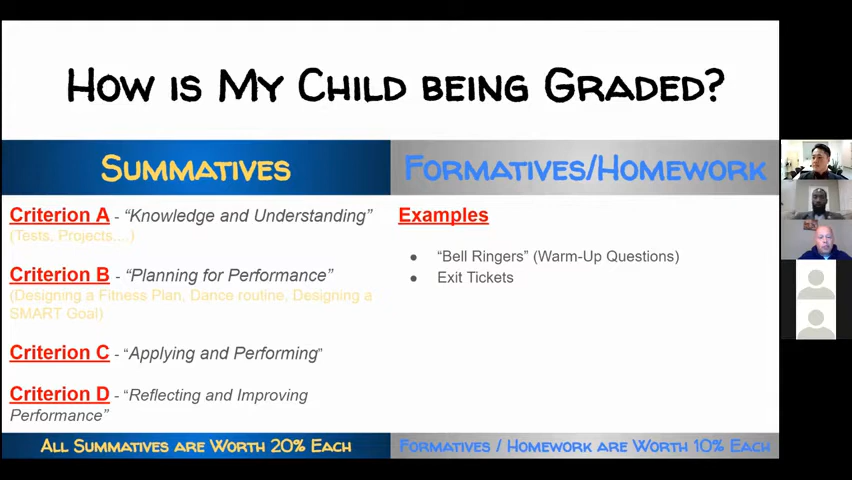 How is My Child being Graded?
Summatives
Formatives/Homework
Criterion A - “Knowledge and Understanding”
(Tests, Projects....)
Criterion B - “Planning for Performance”
(Designing a Fitness Plan, Dance routine, Designing a
SMART Goal)
Criterion C - “Applying and Performing”
Criterion D - “Reflecting and Improving
Performance”
Examples
● “Bell Ringers” (Warm-Up Questions)
● Exit Tickets
All Summatives are Worth 20% Each
Formatives / Homework are Worth 10% Each